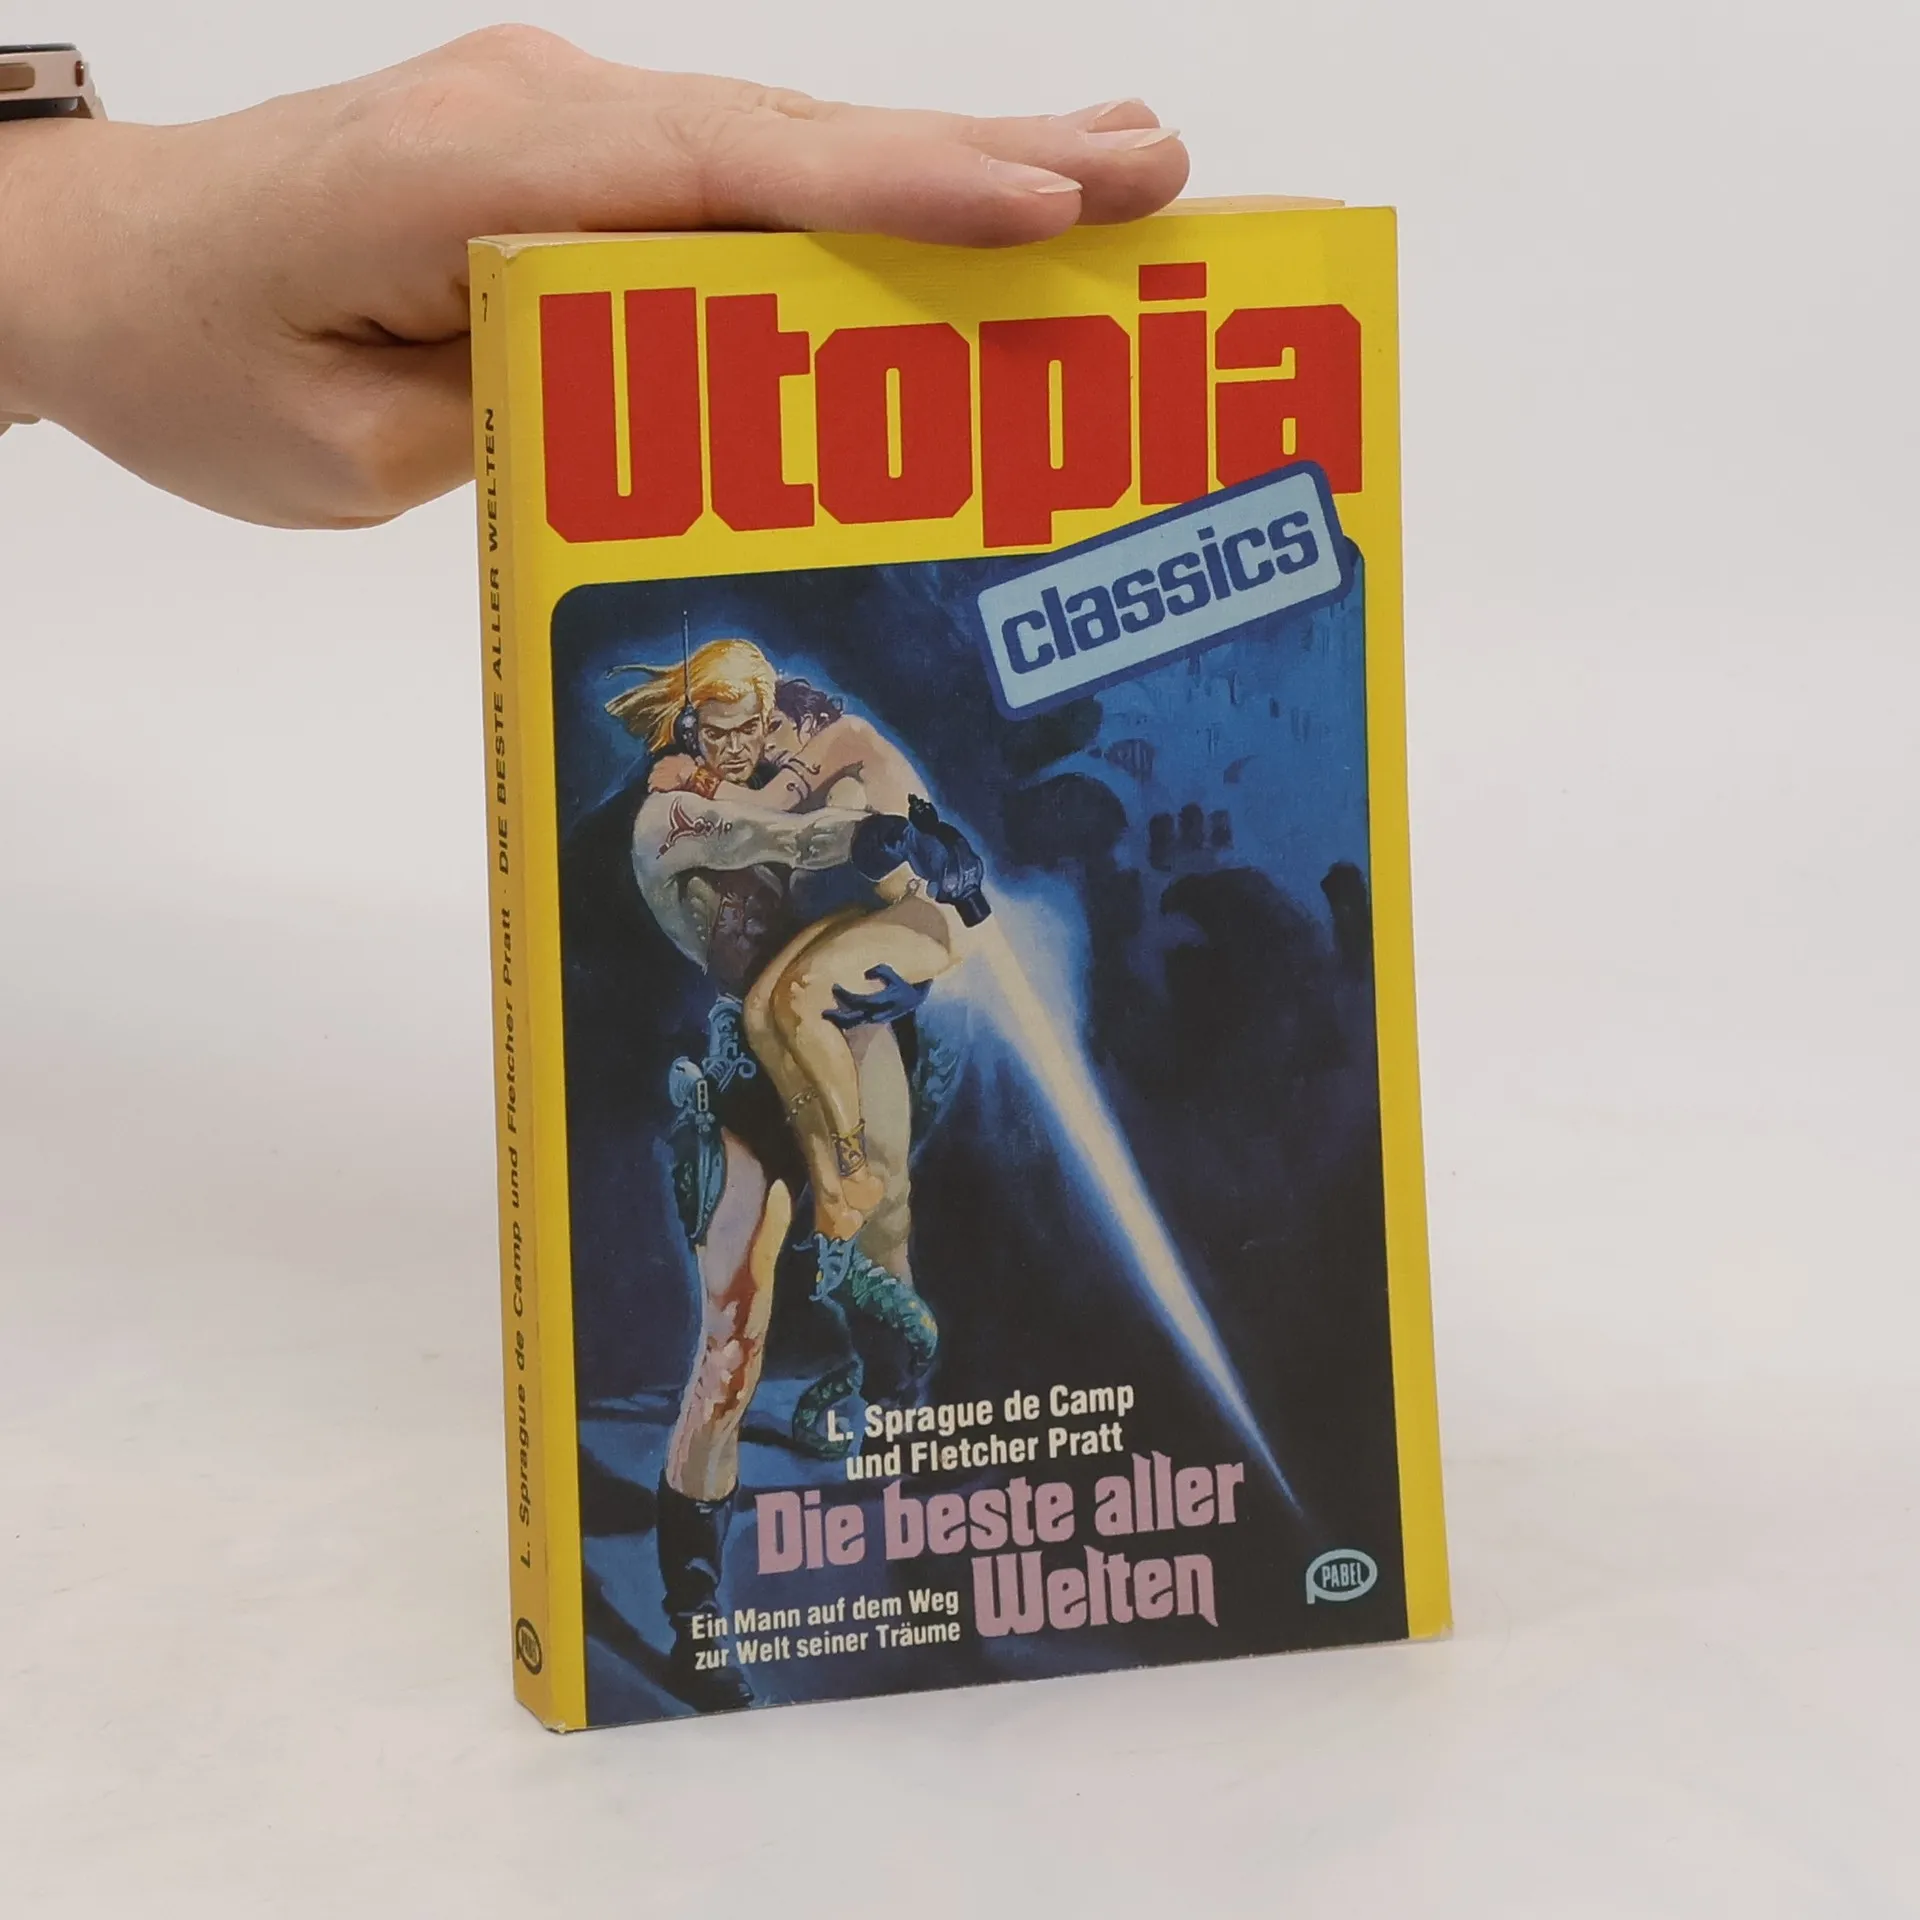 Utopia
classics
L. Sprague de Camp
und Fletcher Pratt
Die beste aller
Welten
Ein Mann auf dem Weg
zur Welt seiner Träume
PABEL
L. Sprague de Camp und Fletcher Pratt · DIE BESTE ALLER WELTEN